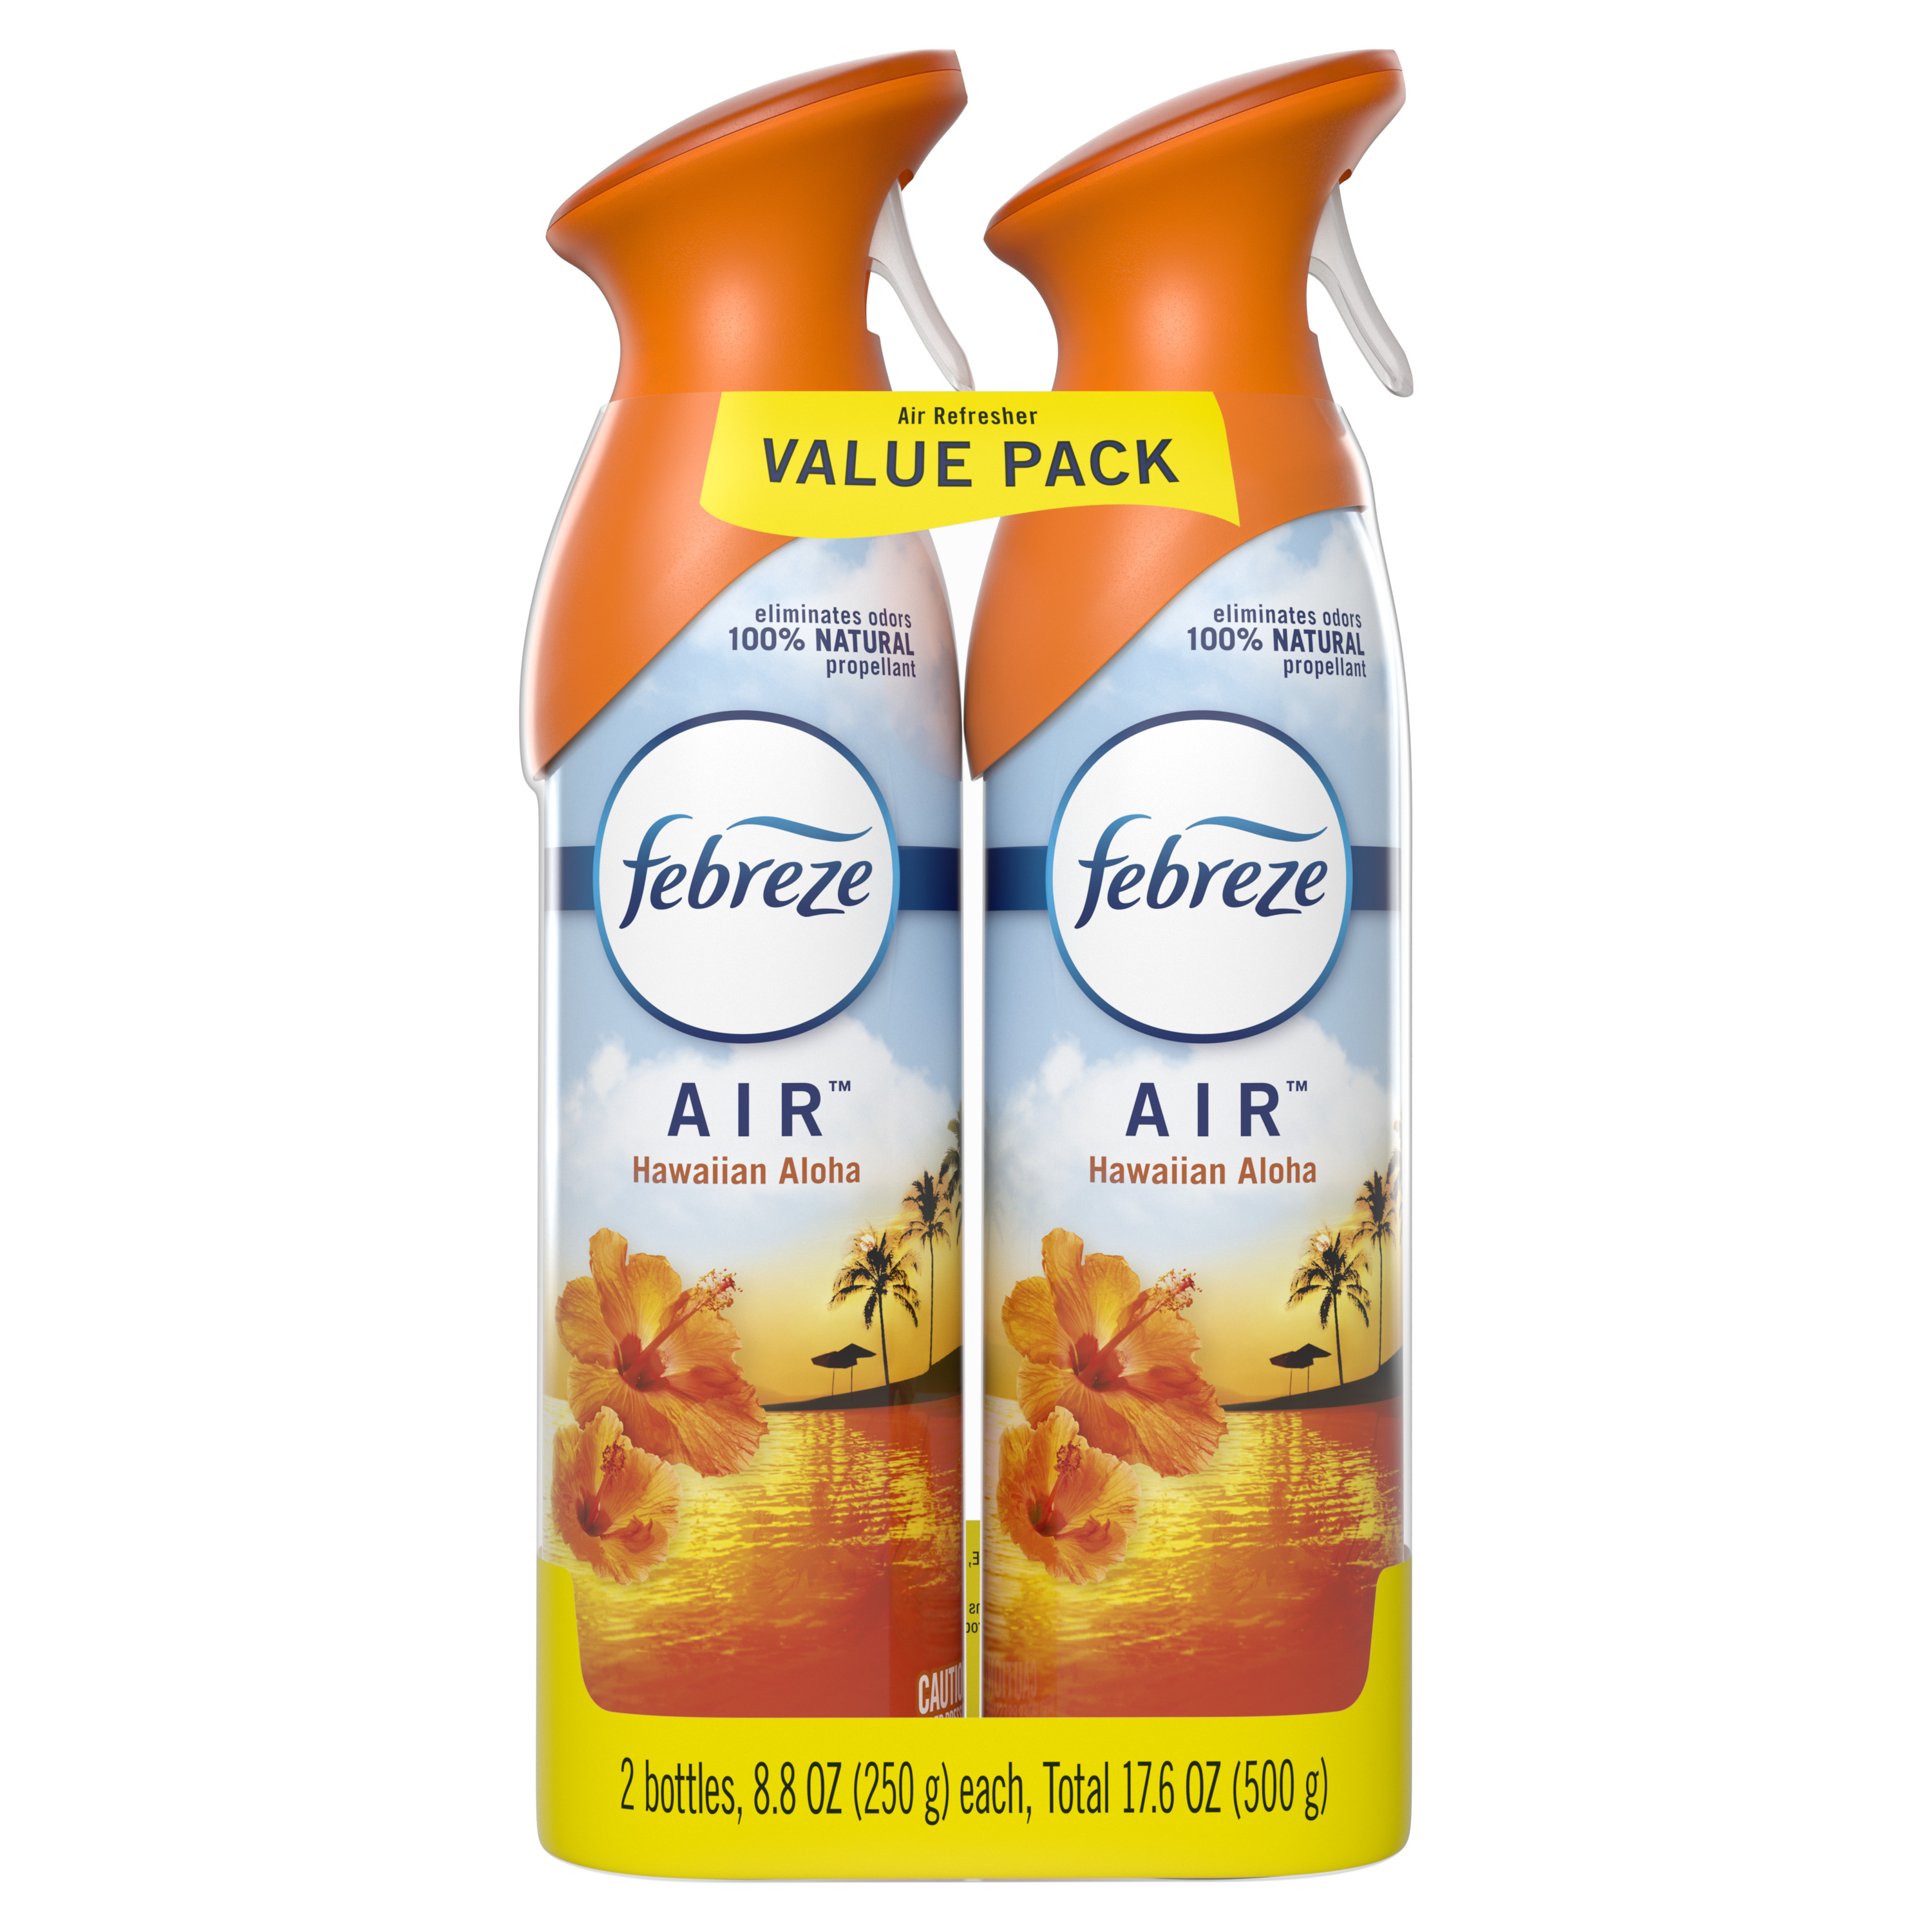 Air Refresher
VALUE PACK
eliminates odors
100% NATURAL
propellant
febreze
AIR™
Hawaiian Aloha
eliminates odors
100% NATURAL
propellant
febreze
AIR™
Hawaiian Aloha
2 bottles, 8.8 OZ (250 g) each, Total 17.6 OZ (500 g)